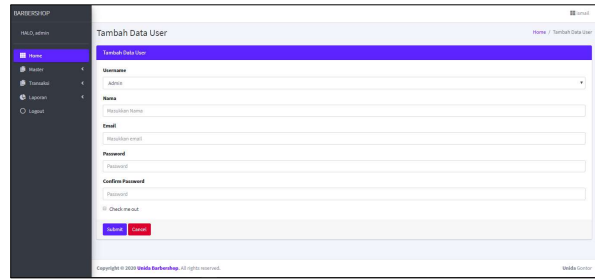 BARBERSHOP
ismail
HALO, admin
Tambah Data User
Home / Tambah Data User
Home
Master
Transaksi
Laporan
Logout
Tambah Data User
Username
Admin
Nama
Masukkan Nama
Email
Masukkan email
Password
Password
Confirm Password
Password
Check me out
Submit
Cancel
Copyright © 2020 Unida Barbershop. All rights reserved.
Unida Gontor